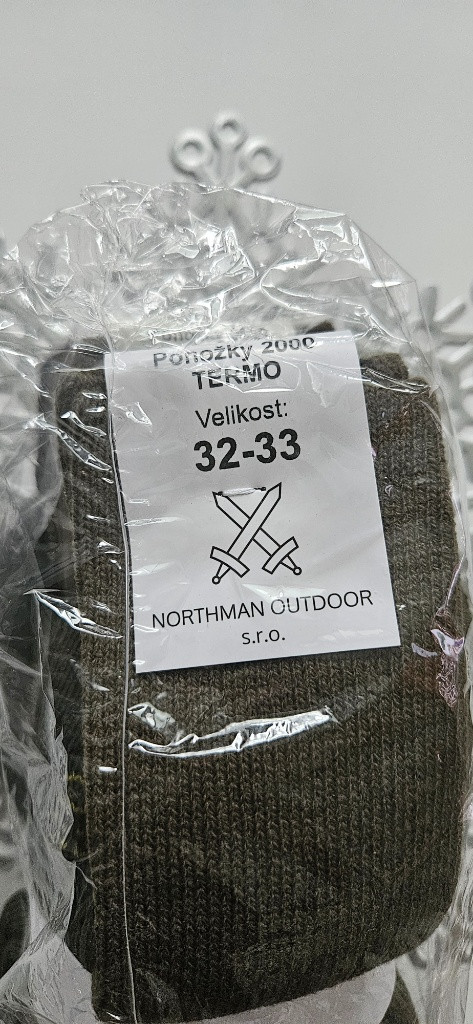 Ponožky 2000
TERMO
Velikost:
32-33
NORTHMAN OUTDOOR
s.r.o.